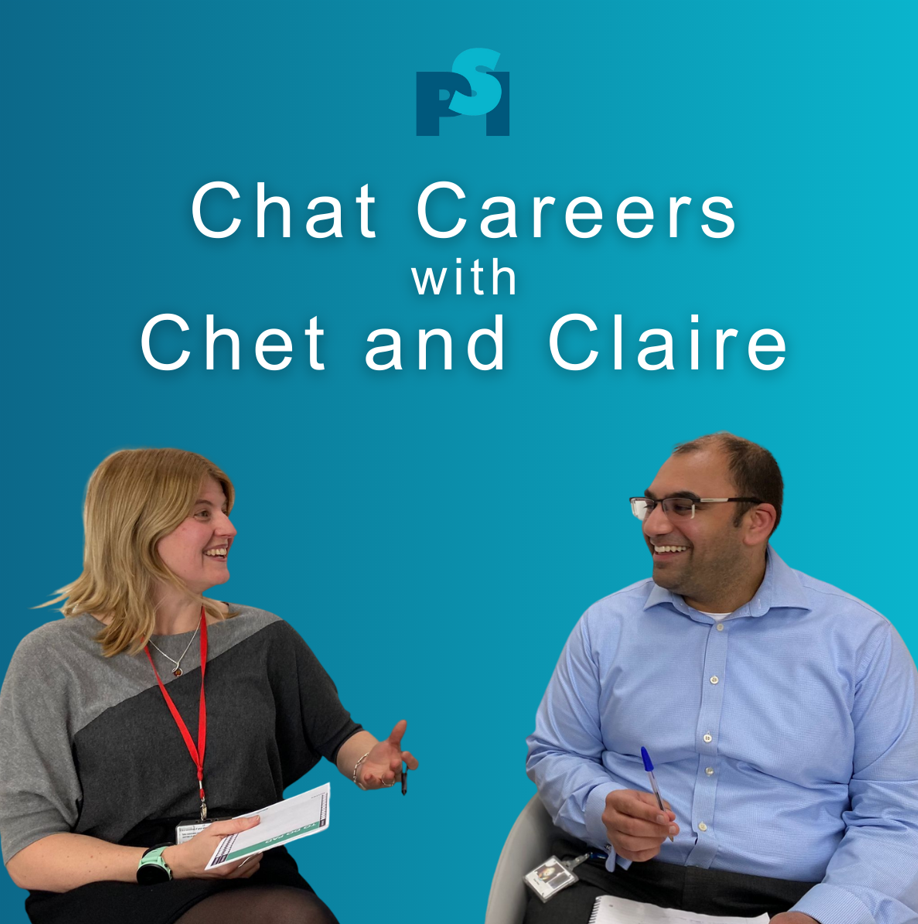 PSI
Chat Careers
with
Chet and Claire